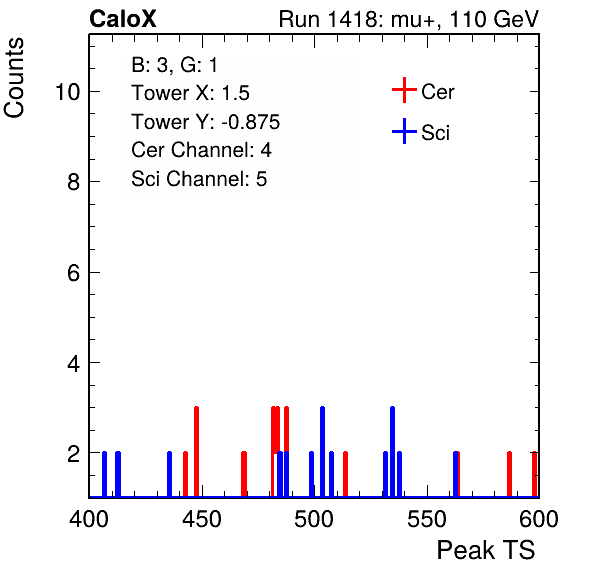 CaloX Run 1418: mu+, 110 GeV
Counts
B: 3, G: 1
Tower X: 1.5
Tower Y: -0.875
Cer Channel: 4
Sci Channel: 5
Cer
Sci
10
8
6
4
2
400 450 500 550 600
Peak TS